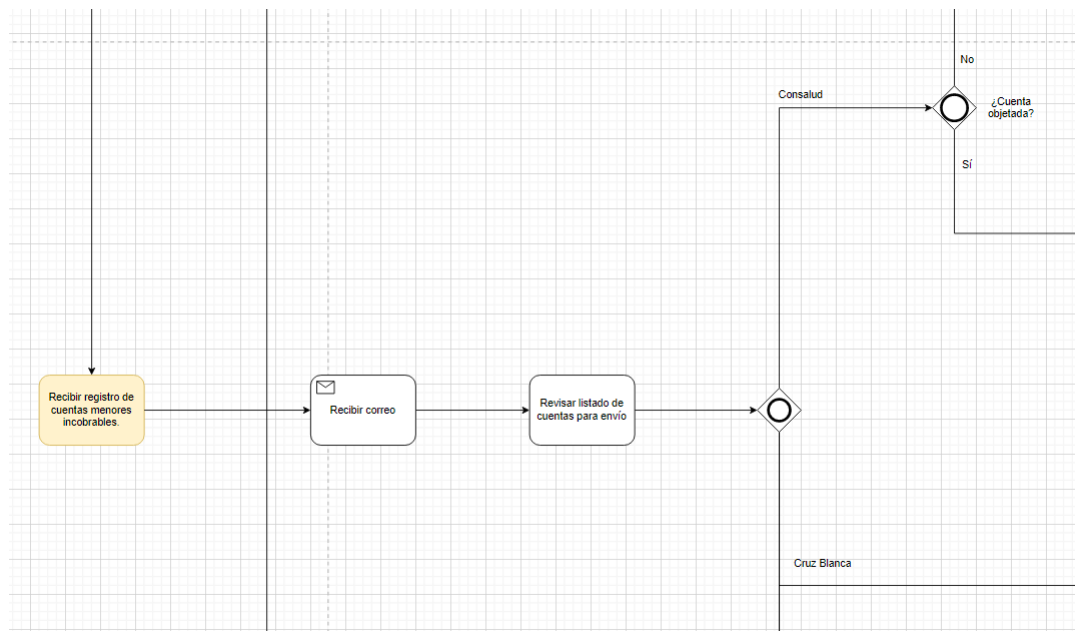 No
¿Cuenta
objetada?
Consalud
Sí
Recibir registro de
cuentas menores
incobrables.
Recibir correo
Revisar listado de
cuentas para envío
Cruz Blanca